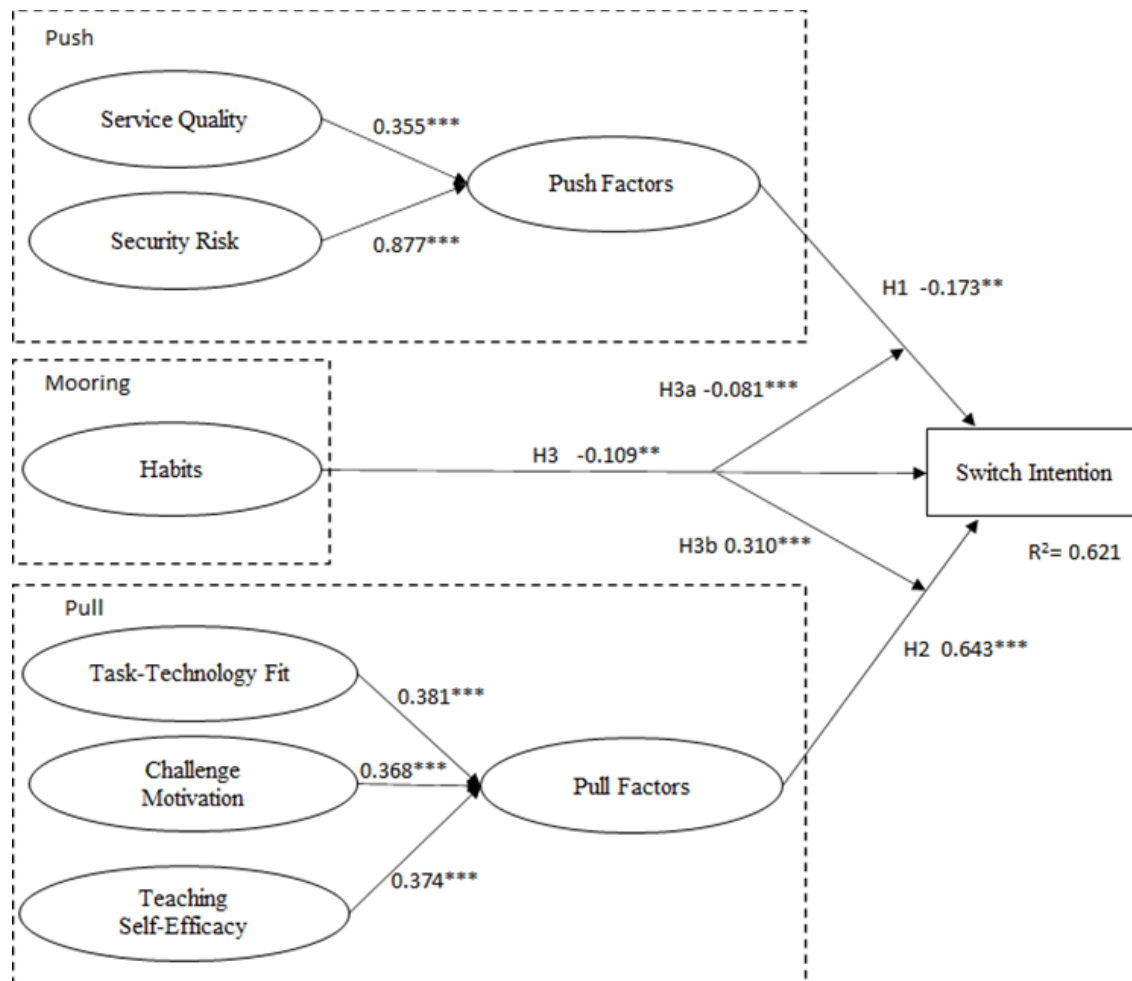 Push
Service Quality
0.355***
Push Factors
Security Risk
0.877***
H1 -0.173**
Mooring
H3a -0.081***
Habits
H3 -0.109**
Switch Intention
H3b 0.310***
R²= 0.621
Pull
H2 0.643***
Task-Technology Fit
0.381***
Challenge
Motivation
0.368***
Pull Factors
0.374***
Teaching
Self-Efficacy